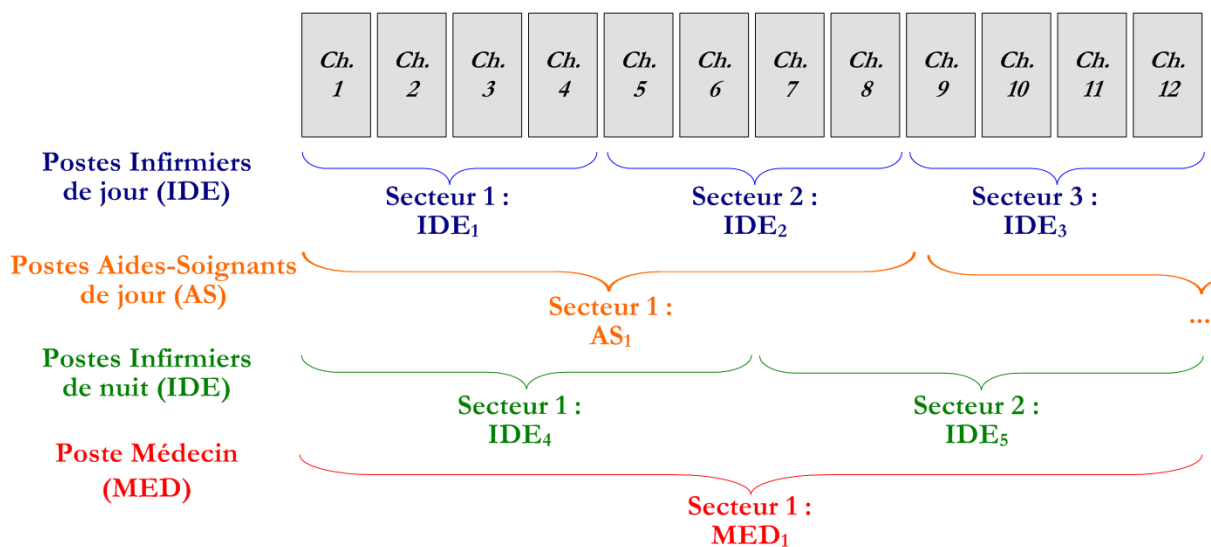 Ch. 1
Ch. 2
Ch. 3
Ch. 4
Ch. 5
Ch. 6
Ch. 7
Ch. 8
Ch. 9
Ch. 10
Ch. 11
Ch. 12
Postes Infirmiers
de jour (IDE)
Secteur 1 :
IDE₁
Secteur 2 :
IDE₂
Secteur 3 :
IDE₃
Postes Aides-Soignants
de jour (AS)
Secteur 1 :
AS₁
...
Postes Infirmiers
de nuit (IDE)
Secteur 1 :
IDE₄
Secteur 2 :
IDE₅
Poste Médecin
(MED)
Secteur 1 :
MED₁